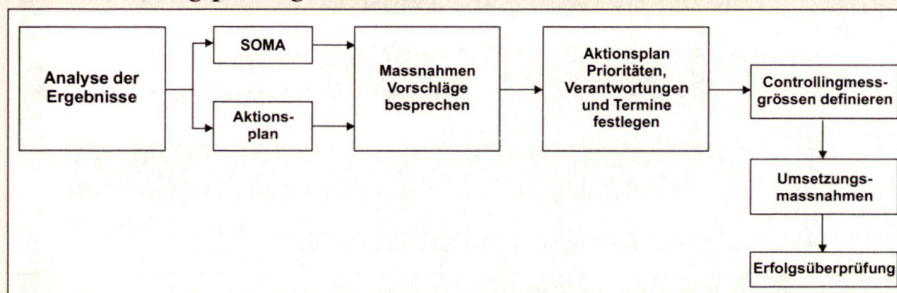 Analyse der
Ergebnisse
SOMA
Aktions-
plan
Massnahmen
Vorschläge
besprechen
Aktionsplan
Prioritäten,
Verantwortungen
und Termine
festlegen
Controllingmess-
grössen definieren
Umsetzungs-
massnahmen
Erfolgsüberprüfung